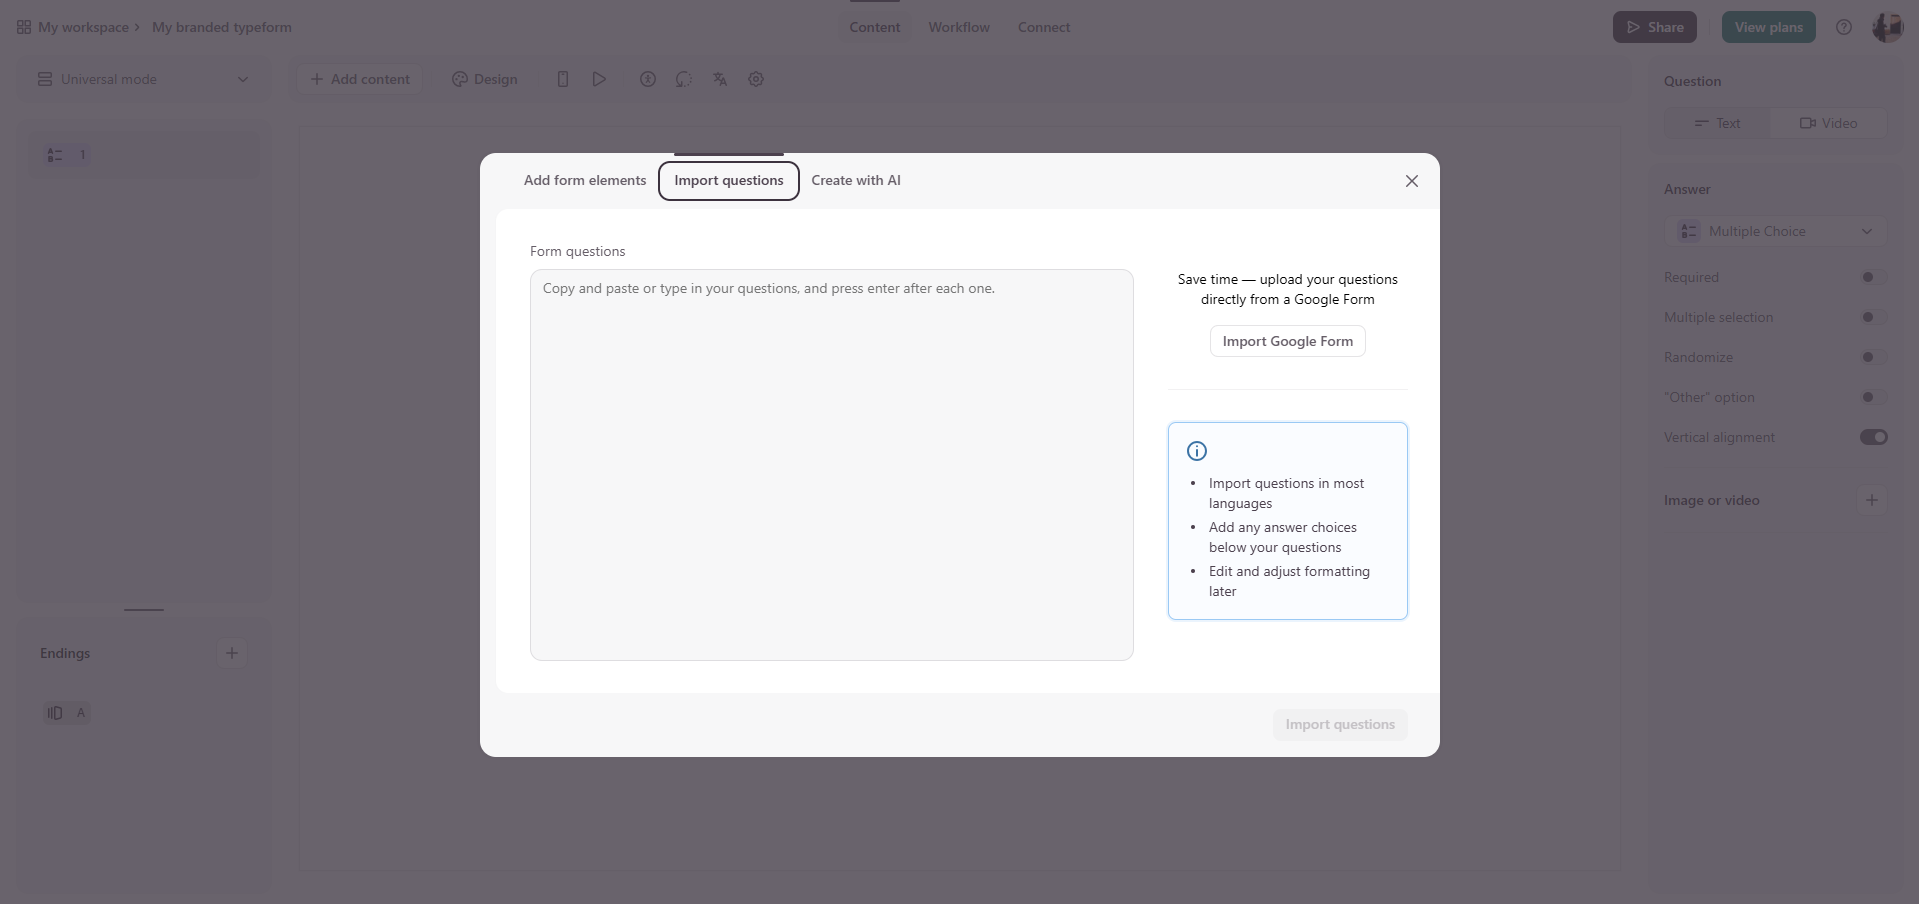 My workspace
My branded typeform
Content
Workflow
Connect
Share
View plans
Universal mode
Add content
Design
Question
Text
Video
1
Answer
Multiple Choice
Required
Multiple selection
Randomize
"Other" option
Vertical alignment
Image or video
Endings
A
Add form elements
Import questions
Create with AI
Form questions
Copy and paste or type in your questions, and press enter after each one.
Save time — upload your questions
directly from a Google Form
Import Google Form
Import questions in most
languages
Add any answer choices
below your questions
Edit and adjust formatting
later
Import questions